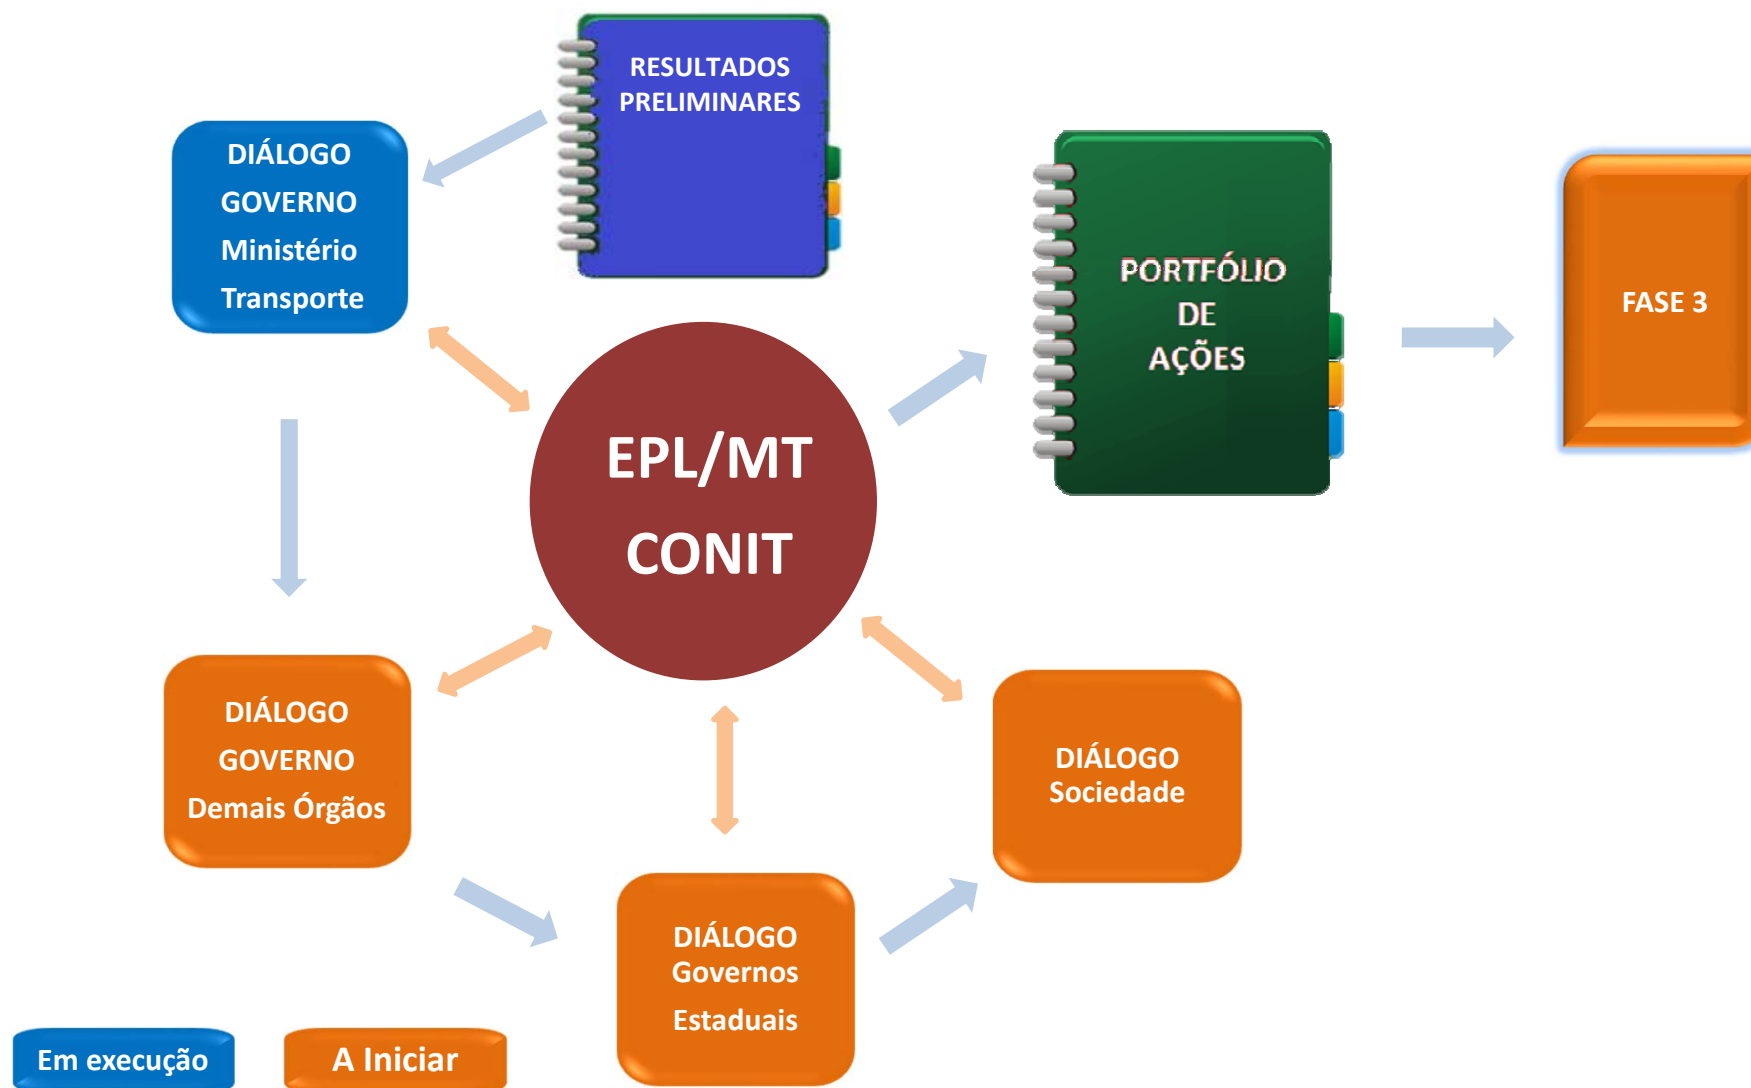 RESULTADOS
PRELIMINARES
DIÁLOGO
GOVERNO
Ministério
Transporte
PORTFÓLIO
DE
AÇÕES
FASE 3
EPL/MT
CONIT
DIÁLOGO
GOVERNO
Demais Órgãos
DIÁLOGO
Sociedade
DIÁLOGO
Governos
Estaduais
Em execução
A Iniciar